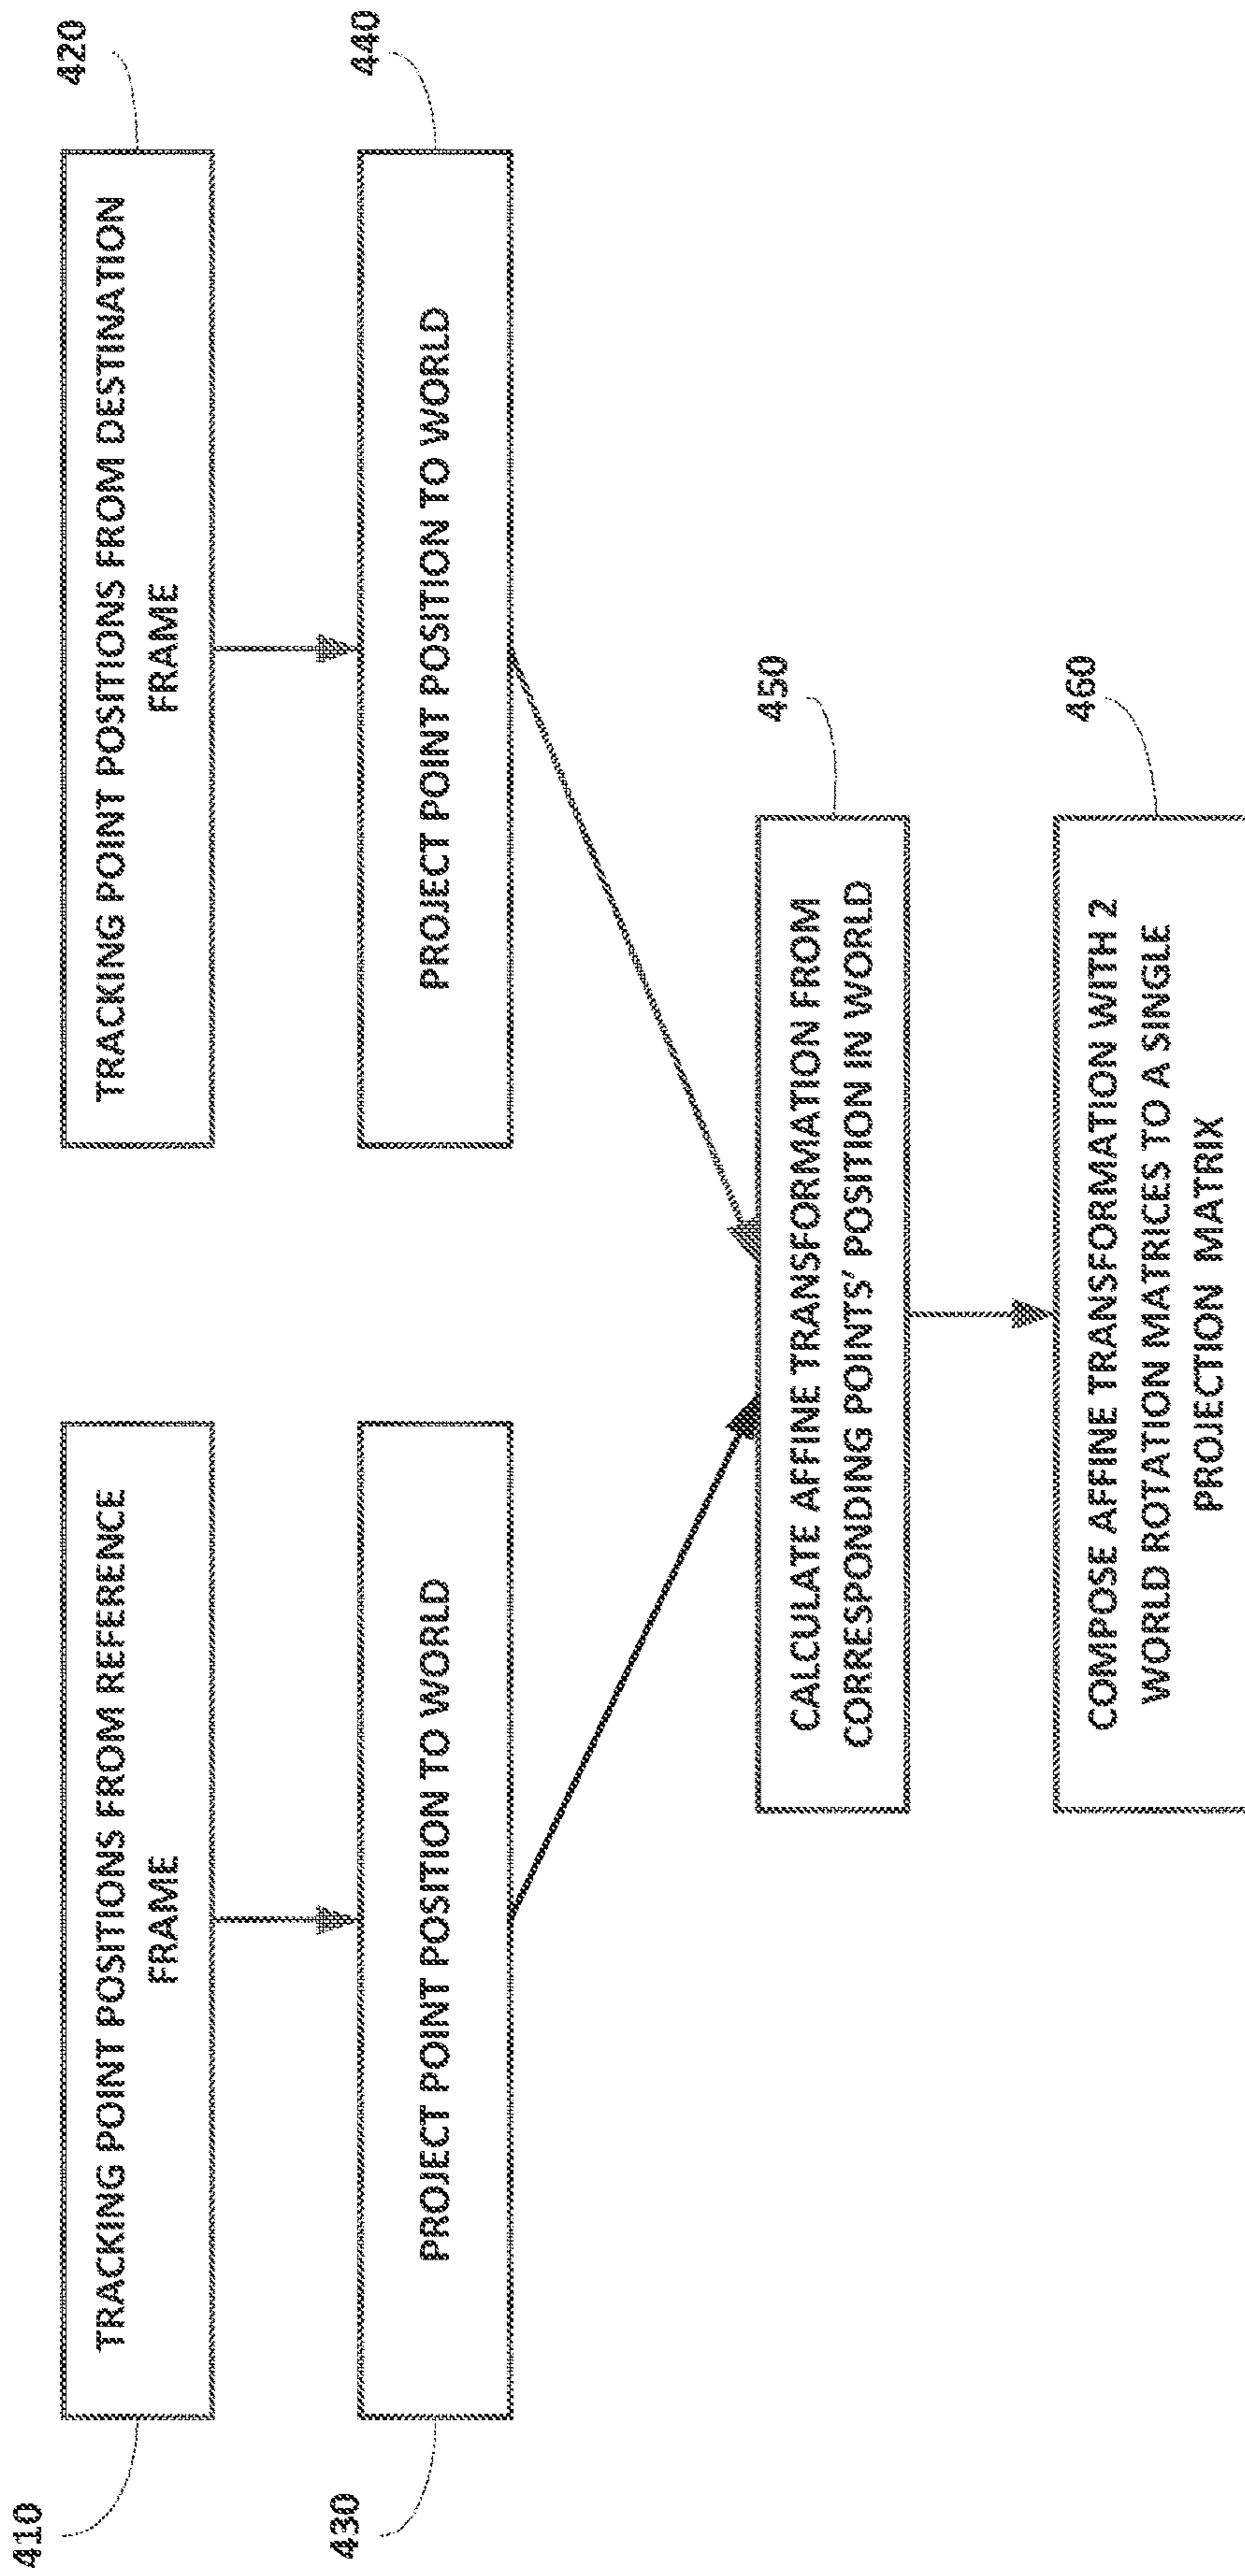 410
TRACKING POINT POSITIONS FROM REFERENCE
FRAME
420
TRACKING POINT POSITIONS FROM DESTINATION
FRAME
430
PROJECT POINT POSITION TO WORLD
440
PROJECT POINT POSITION TO WORLD
450
CALCULATE AFFINE TRANSFORMATION FROM
CORRESPONDING POINTS' POSITION IN WORLD
460
COMPOSE AFFINE TRANSFORMATION WITH 2
WORLD ROTATION MATRICES TO A SINGLE
PROJECTION MATRIX